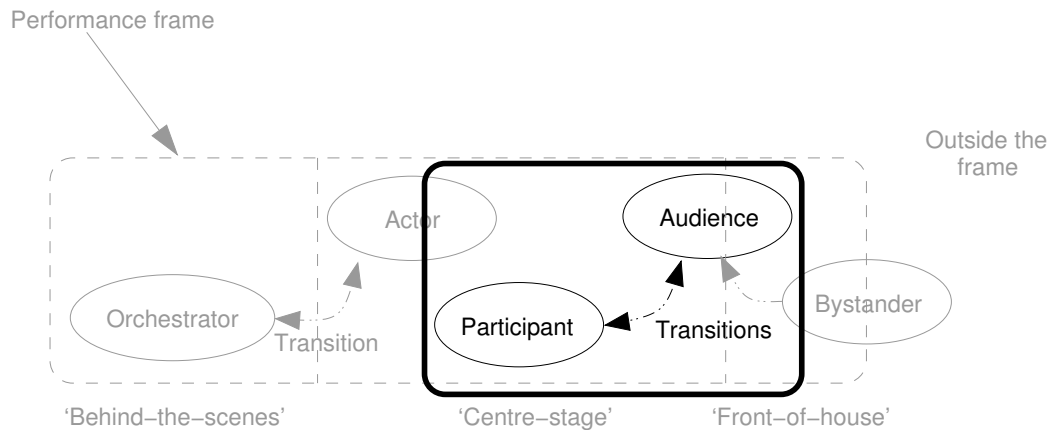 Performance frame
Outside the
frame
Actor
Audience
Orchestrator
Participant
Bystander
Transition
Transitions
‘Behind−the−scenes’
‘Centre−stage’
‘Front−of−house’